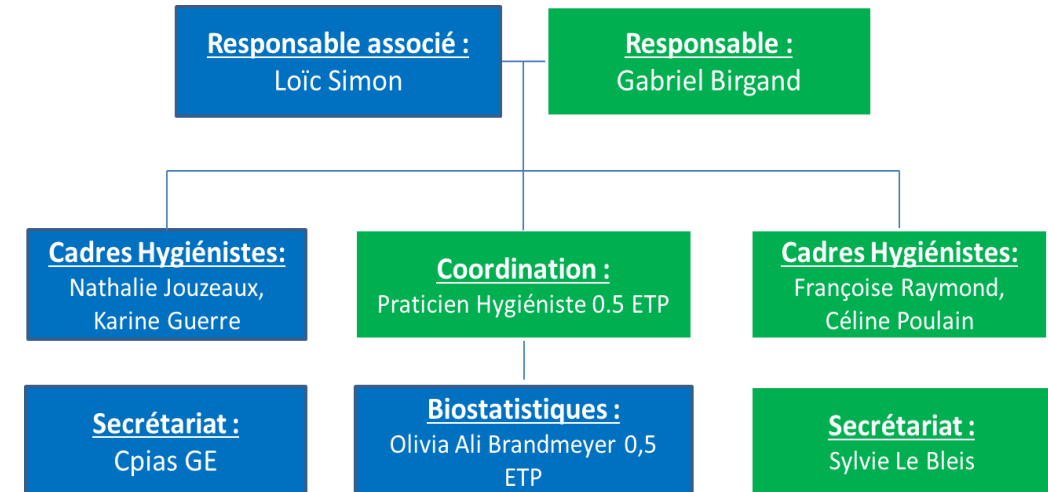 Responsable associé :
Loïc Simon
Responsable :
Gabriel Birgand
Cadres Hygiénistes:
Nathalie Jouzeaux,
Karine Guerre
Coordination :
Praticien Hygiéniste 0.5 ETP
Cadres Hygiénistes:
Françoise Raymond,
Céline Poulain
Secrétariat :
Cpias GE
Biostatistiques :
Olivia Ali Brandmeyer 0,5
ETP
Secrétariat :
Sylvie Le Bleis